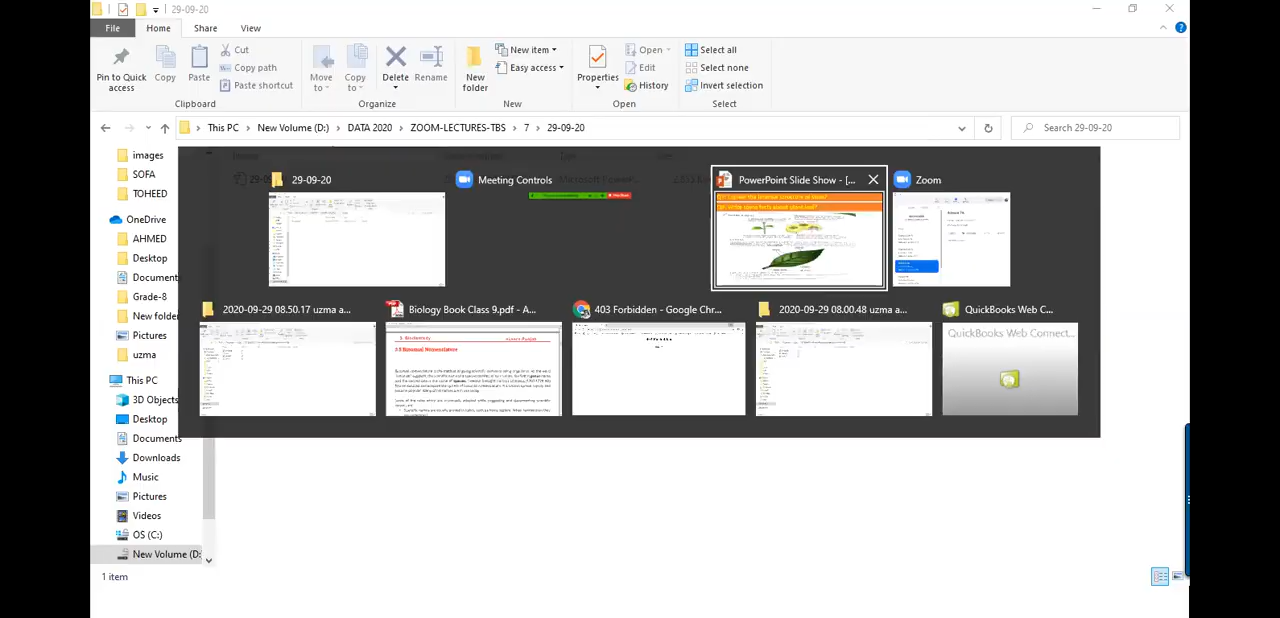 29-09-20
File Home Share View
Pin to Quick access
Copy
Paste
Cut
Copy path
Paste shortcut
Move to
Copy to
Delete
Rename
New folder
New item
Easy access
Properties
Open
Edit
History
Select all
Select none
Invert selection
Clipboard Organize New Open Select
This PC > New Volume (D:) > DATA 2020 > ZOOM-LECTURES-TBS > 7 > 29-09-20
Search 29-09-20
images
SOFA
TOHEED
OneDrive
AHMED
Desktop
Document
Grade-8
New folder
Pictures
uzma
This PC
3D Objects
Desktop
Documents
Downloads
Music
Pictures
Videos
OS (C:)
New Volume (D:
1 item
29-09-20
Meeting Controls
PowerPoint Slide Show - [...
Zoom
2020-09-29 08.50.17 uzma a...
Biology Book Class 9.pdf - A...
403 Forbidden - Google Chr...
2020-09-29 08.00.48 uzma a...
QuickBooks Web C...
QuickBooks Web Connect...